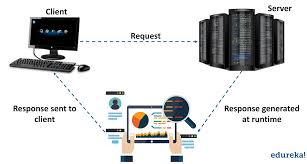 Client
Server
Request
Response sent to
client
Response generated
at runtime
edureka!